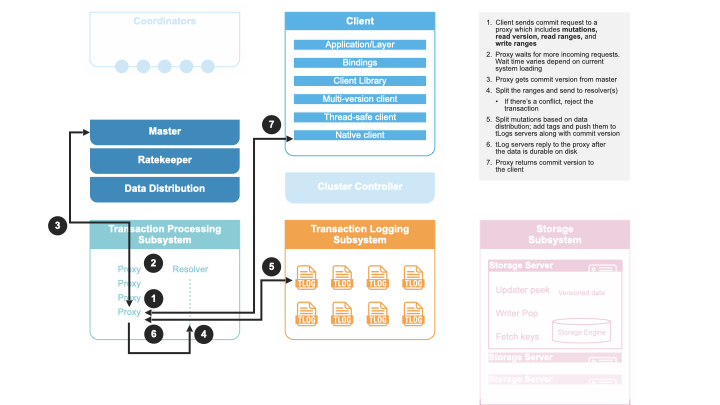 Coordinators
Client
Application/Layer
Bindings
Client Library
Multi-version client
Thread-safe client
Native client
7
Master
Ratekeeper
Data Distribution
Cluster Controller
3
Transaction Processing
Subsystem
Proxy
Proxy
Proxy
Proxy
Resolver
2
1
6
4
5
Transaction Logging
Subsystem
TLOG
TLOG
TLOG
TLOG
TLOG
TLOG
TLOG
TLOG
Storage
Subsystem
Storage Server
Updater peek
Versioned data
Writer Pop
Fetch keys
Storage Engine
Storage Server
Storage Server
1. Client sends commit request to a
proxy which includes mutations,
read version, read ranges, and
write ranges
2. Proxy waits for more incoming requests.
Wait time varies depend on current
system loading
3. Proxy gets commit version from master
4. Split the ranges and send to resolver(s)
• If there's a conflict, reject the
transaction
5. Split mutations based on data
distribution; add tags and push them to
tLogs servers along with commit version
6. tLog servers reply to the proxy after
the data is durable on disk
7. Proxy returns commit version to
the client